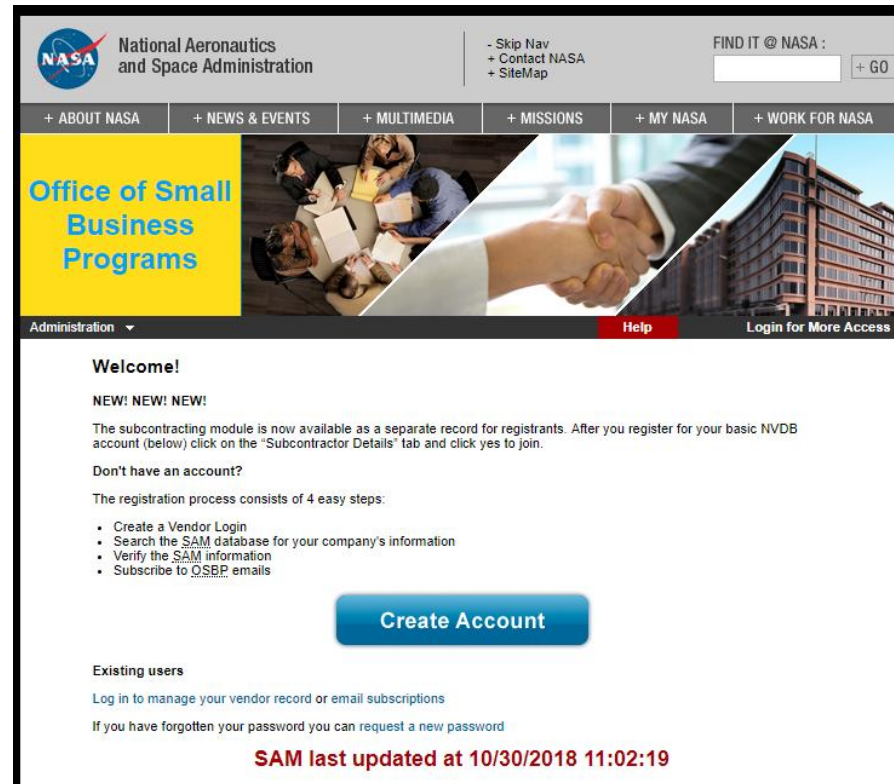 NASA
National Aeronautics
and Space Administration
- Skip Nav
+ Contact NASA
+ SiteMap
FIND IT @ NASA :
+ GO
+ ABOUT NASA
+ NEWS & EVENTS
+ MULTIMEDIA
+ MISSIONS
+ MY NASA
+ WORK FOR NASA
Office of Small
Business
Programs
Administration
Help
Login for More Access
Welcome!
NEW! NEW! NEW!
The subcontracting module is now available as a separate record for registrants. After you register for your basic NVDB
account (below) click on the “Subcontractor Details” tab and click yes to join.
Don't have an account?
The registration process consists of 4 easy steps:
• Create a Vendor Login
• Search the SAM database for your company's information
• Verify the SAM information
• Subscribe to OSBP emails
Create Account
Existing users
Log in to manage your vendor record or email subscriptions
If you have forgotten your password you can request a new password
SAM last updated at 10/30/2018 11:02:19